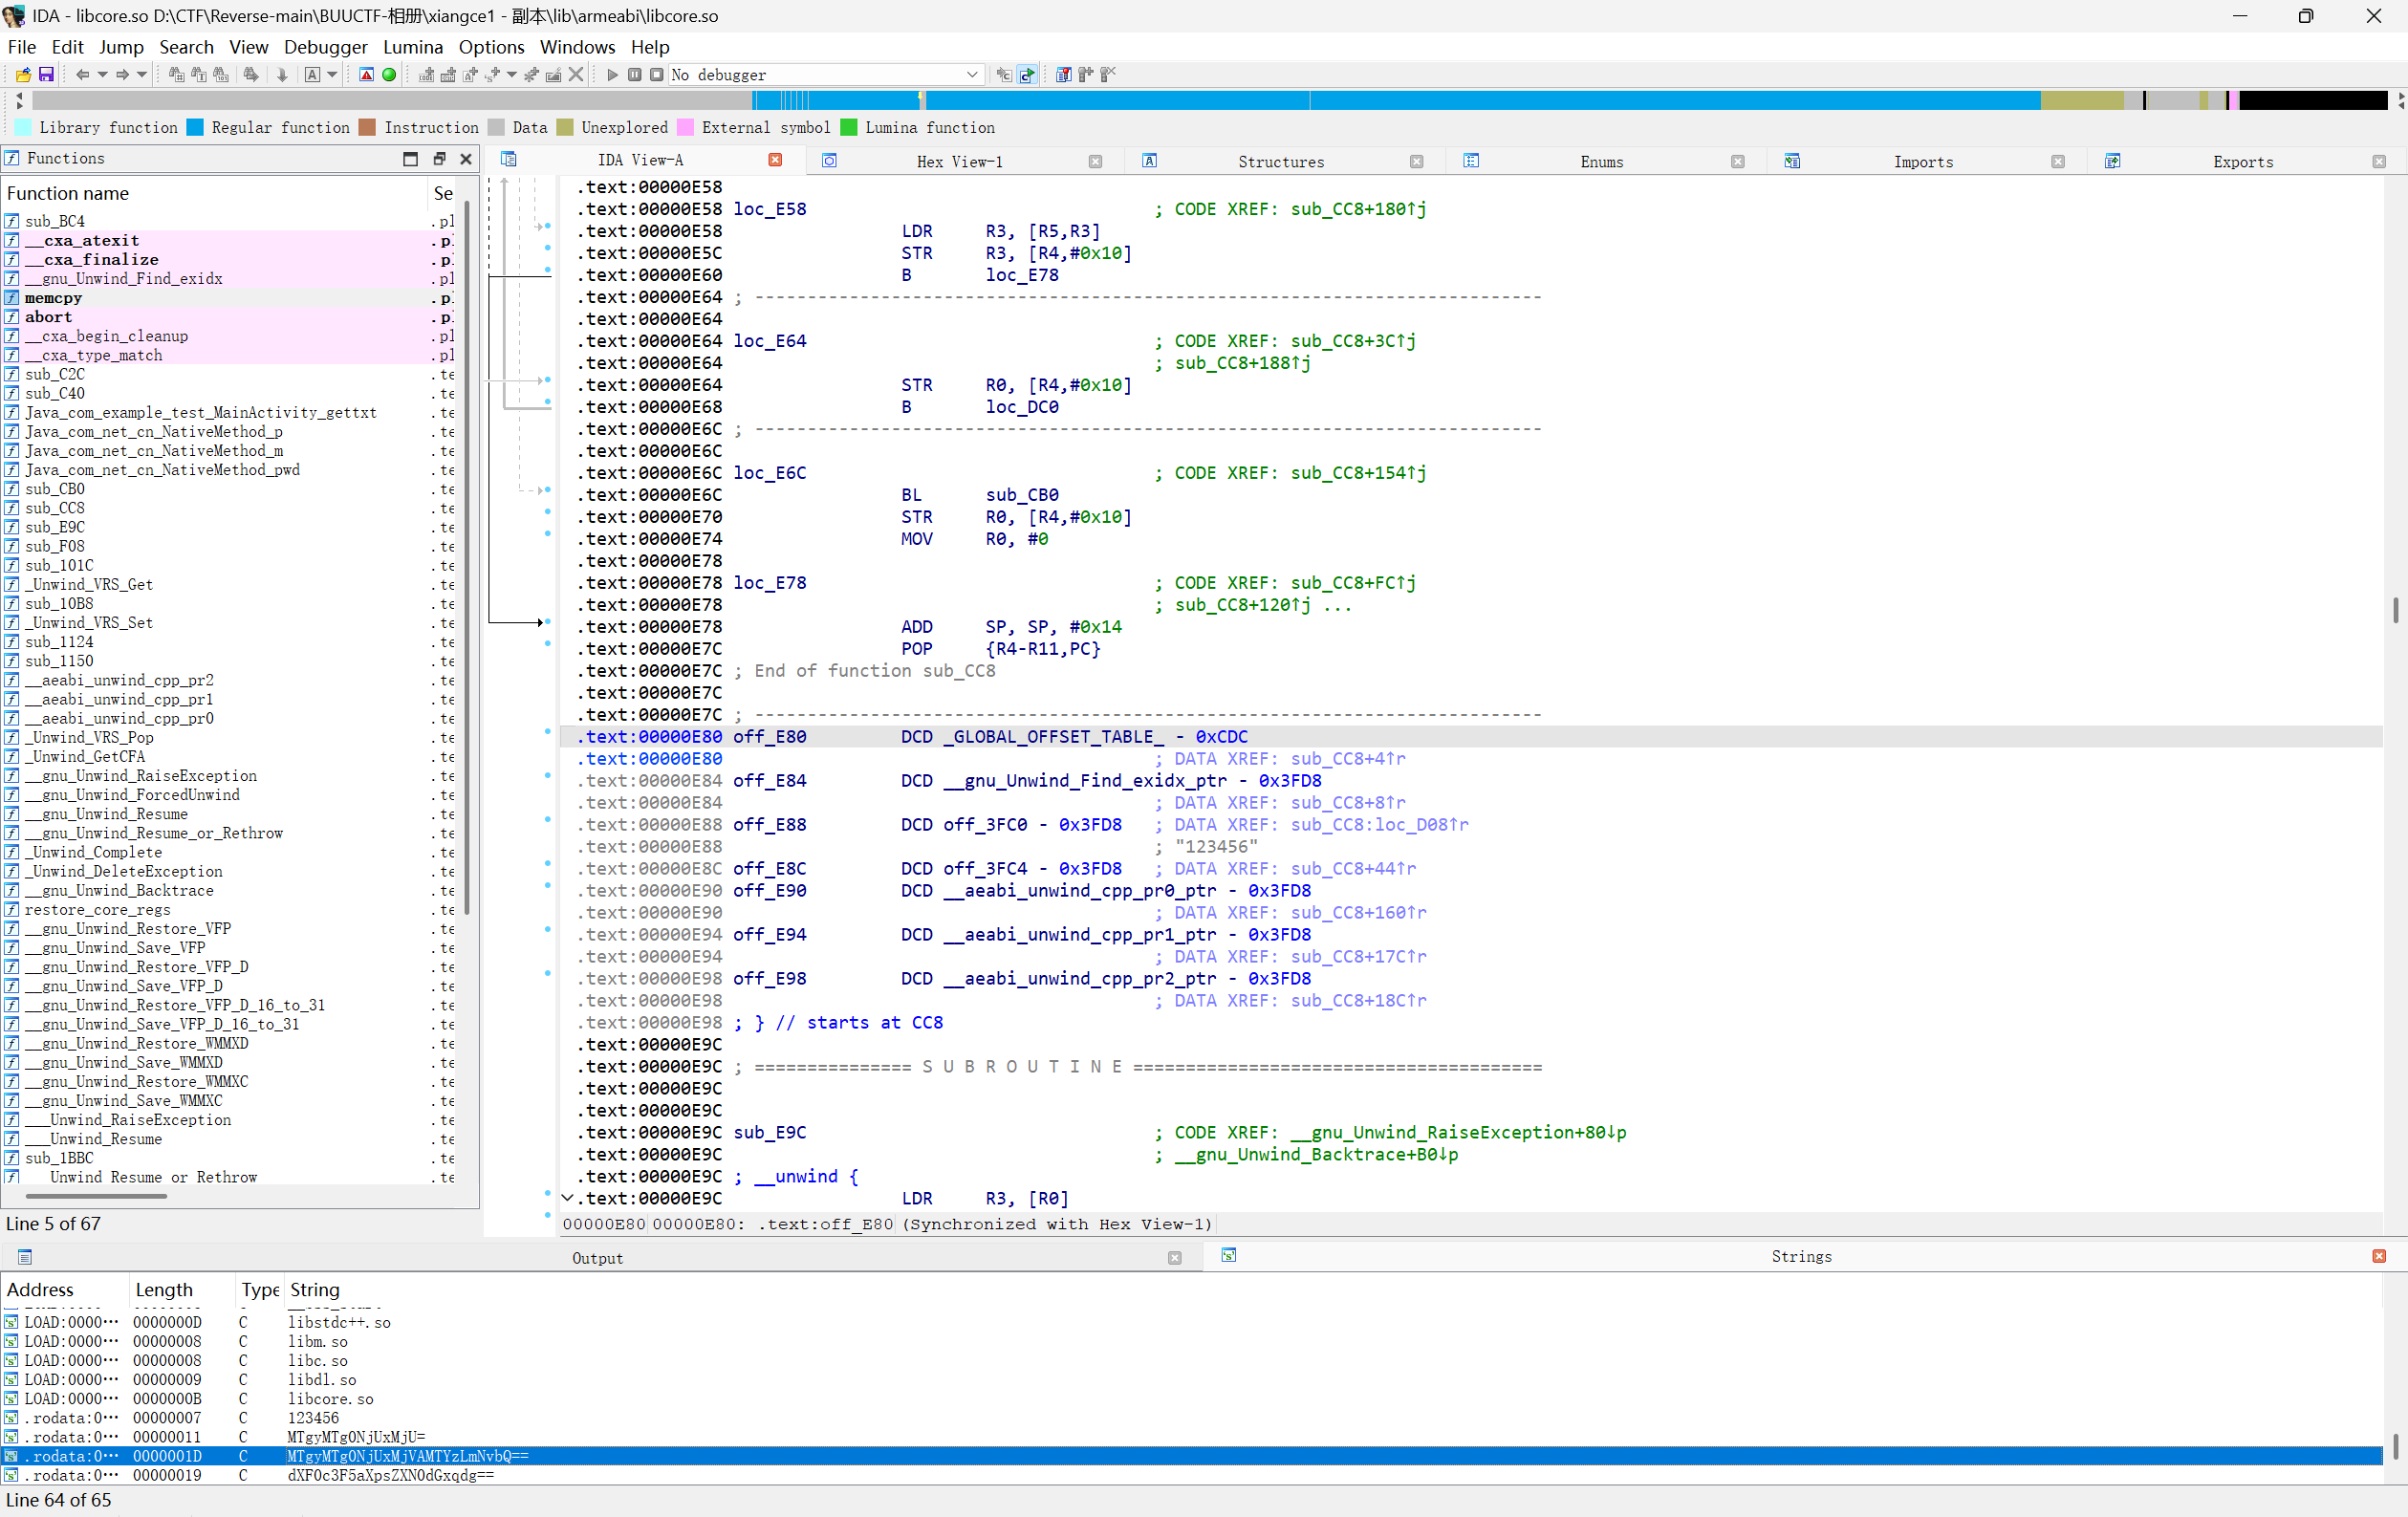 IDA - libcore.so D:\CTF\Reverse-main\BUUCTF-相册\xiangce1 - 副本\lib\armeabi\libcore.so
File Edit Jump Search View Debugger Lumina Options Windows Help
No debugger
Library function Regular function Instruction Data Unexplored External symbol Lumina function
Functions
Function name Se
sub_BC4 .pl
__cxa_atexit .pl
__cxa_finalize .pl
__gnu_Unwind_Find_exidx .pl
memcpy .pl
abort .pl
__cxa_begin_cleanup .pl
__cxa_type_match .pl
sub_C2C .te
sub_C40 .te
Java_com_example_test_MainActivity_gettxt .te
Java_com_net_cn_NativeMethod_p .te
Java_com_net_cn_NativeMethod_m .te
Java_com_net_cn_NativeMethod_pwd .te
sub_CB0 .te
sub_CC8 .te
sub_E9C .te
sub_F08 .te
sub_101C .te
_Unwind_VRS_Get .te
sub_10B8 .te
_Unwind_VRS_Set .te
sub_1124 .te
sub_1150 .te
__aeabi_unwind_cpp_pr2 .te
__aeabi_unwind_cpp_pr1 .te
__aeabi_unwind_cpp_pr0 .te
_Unwind_VRS_Pop .te
_Unwind_GetCFA .te
__gnu_Unwind_RaiseException .te
__gnu_Unwind_ForcedUnwind .te
__gnu_Unwind_Resume .te
__gnu_Unwind_Resume_or_Rethrow .te
_Unwind_Complete .te
_Unwind_DeleteException .te
__gnu_Unwind_Backtrace .te
restore_core_regs .te
__gnu_Unwind_Restore_VFP .te
__gnu_Unwind_Save_VFP .te
__gnu_Unwind_Restore_VFP_D .te
__gnu_Unwind_Save_VFP_D .te
__gnu_Unwind_Restore_VFP_D_16_to_31 .te
__gnu_Unwind_Save_VFP_D_16_to_31 .te
__gnu_Unwind_Restore_WMMXD .te
__gnu_Unwind_Save_WMMXD .te
__gnu_Unwind_Restore_WMMXC .te
__gnu_Unwind_Save_WMMXC .te
___Unwind_RaiseException .te
___Unwind_Resume .te
sub_1BBC .te
Unwind Resume or Rethrow .te
Line 5 of 67
IDA View-A Hex View-1 Structures Enums Imports Exports
.text:00000E58
.text:00000E58 loc_E58 ; CODE XREF: sub_CC8+180↑j
.text:00000E58 LDR R3, [R5,R3]
.text:00000E5C STR R3, [R4,#0x10]
.text:00000E60 B loc_E78
.text:00000E64 ; ---------------------------------------------------------------------------
.text:00000E64
.text:00000E64 loc_E64 ; CODE XREF: sub_CC8+3C↑j
.text:00000E64 ; sub_CC8+188↑j
.text:00000E64 STR R0, [R4,#0x10]
.text:00000E68 B loc_DC0
.text:00000E6C ; ---------------------------------------------------------------------------
.text:00000E6C
.text:00000E6C loc_E6C ; CODE XREF: sub_CC8+154↑j
.text:00000E6C BL sub_CB0
.text:00000E70 STR R0, [R4,#0x10]
.text:00000E74 MOV R0, #0
.text:00000E78
.text:00000E78 loc_E78 ; CODE XREF: sub_CC8+FC↑j
.text:00000E78 ; sub_CC8+120↑j ...
.text:00000E78 ADD SP, SP, #0x14
.text:00000E7C POP {R4-R11,PC}
.text:00000E7C ; End of function sub_CC8
.text:00000E7C
.text:00000E7C ; ---------------------------------------------------------------------------
.text:00000E80 off_E80 DCD _GLOBAL_OFFSET_TABLE_ - 0xCDC
.text:00000E80 ; DATA XREF: sub_CC8+4↑r
.text:00000E84 off_E84 DCD __gnu_Unwind_Find_exidx_ptr - 0x3FD8
.text:00000E84 ; DATA XREF: sub_CC8+8↑r
.text:00000E88 off_E88 DCD off_3FC0 - 0x3FD8 ; DATA XREF: sub_CC8:loc_D08↑r
.text:00000E88 ; "123456"
.text:00000E8C off_E8C DCD off_3FC4 - 0x3FD8 ; DATA XREF: sub_CC8+44↑r
.text:00000E90 off_E90 DCD __aeabi_unwind_cpp_pr0_ptr - 0x3FD8
.text:00000E90 ; DATA XREF: sub_CC8+160↑r
.text:00000E94 off_E94 DCD __aeabi_unwind_cpp_pr1_ptr - 0x3FD8
.text:00000E94 ; DATA XREF: sub_CC8+17C↑r
.text:00000E98 off_E98 DCD __aeabi_unwind_cpp_pr2_ptr - 0x3FD8
.text:00000E98 ; DATA XREF: sub_CC8+18C↑r
.text:00000E98 ; } // starts at CC8
.text:00000E9C
.text:00000E9C ; =============== S U B R O U T I N E =======================================
.text:00000E9C
.text:00000E9C
.text:00000E9C sub_E9C ; CODE XREF: __gnu_Unwind_RaiseException+80↓p
.text:00000E9C ; __gnu_Unwind_Backtrace+B0↓p
.text:00000E9C ; __unwind {
.text:00000E9C LDR R3, [R0]
00000E80 00000E80: .text:off_E80 (Synchronized with Hex View-1)
Output Strings
Address Length Type String
LOAD:0000… 0000000D C libstdc++.so
LOAD:0000… 00000008 C libm.so
LOAD:0000… 00000008 C libc.so
LOAD:0000… 00000009 C libdl.so
LOAD:0000… 0000000B C libcore.so
.rodata:0… 00000007 C 123456
.rodata:0… 00000011 C MTgyMTg0NjUxMjU=
.rodata:0… 0000001D C MTgyMTg0NjUxMjVAMTYzLmNvbQ==
.rodata:0… 00000019 C dXF0c3F5aXpsZXN0dGxqdg==
Line 64 of 65